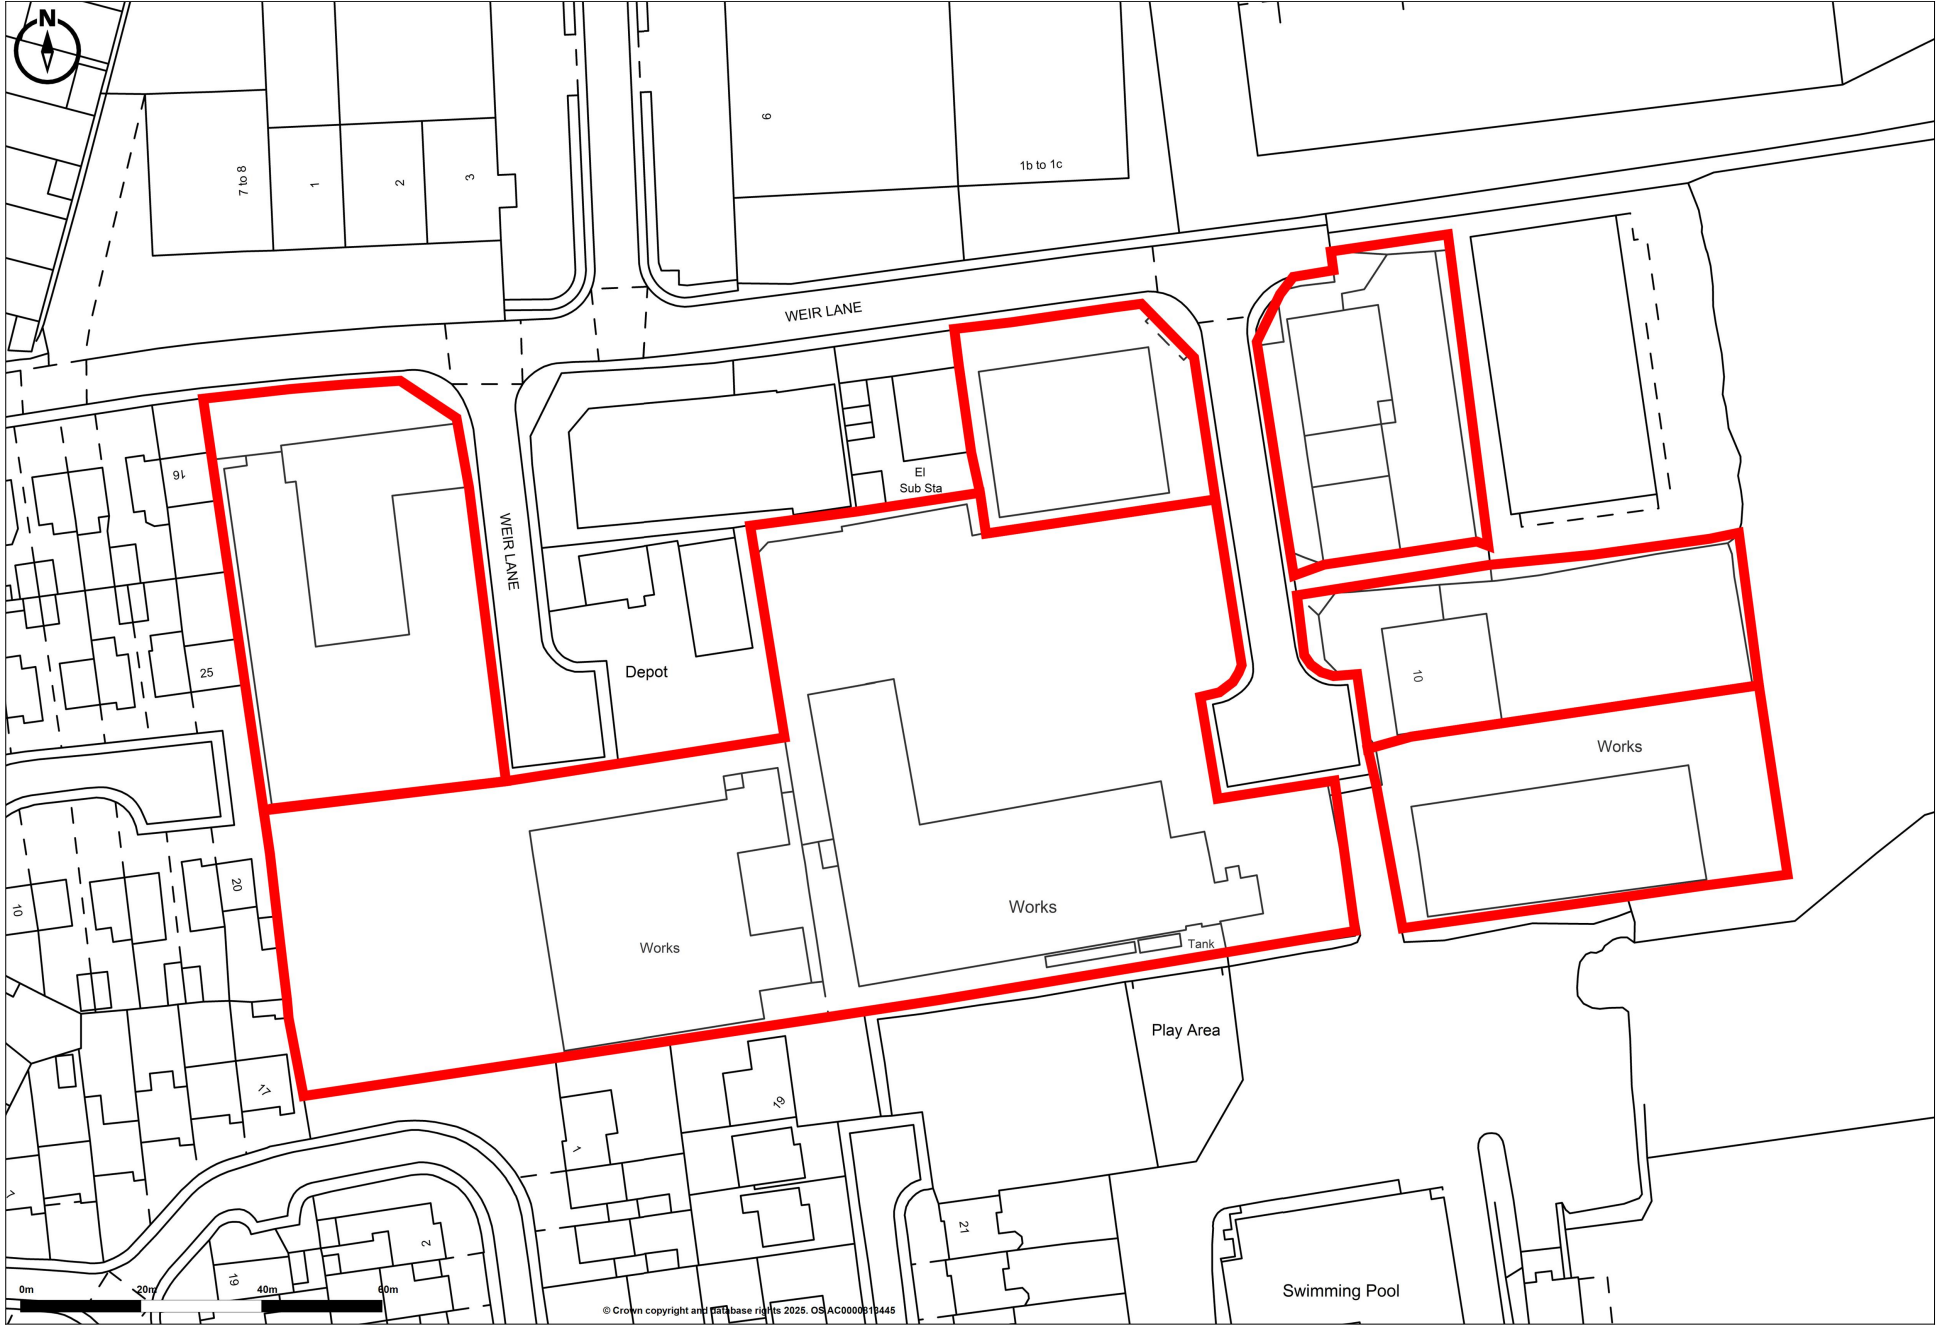 N
7 to 8
1
2
3
6
1b to 1c
WEIR LANE
16
El
Sub Sta
WEIR LANE
25
Depot
10
Works
20
10
Works
Works
Tank
Play Area
17
19
1
7
21
2
19
Swimming Pool
0m 20m 40m 60m
© Crown copyright and database rights 2025. OS AC0000813445